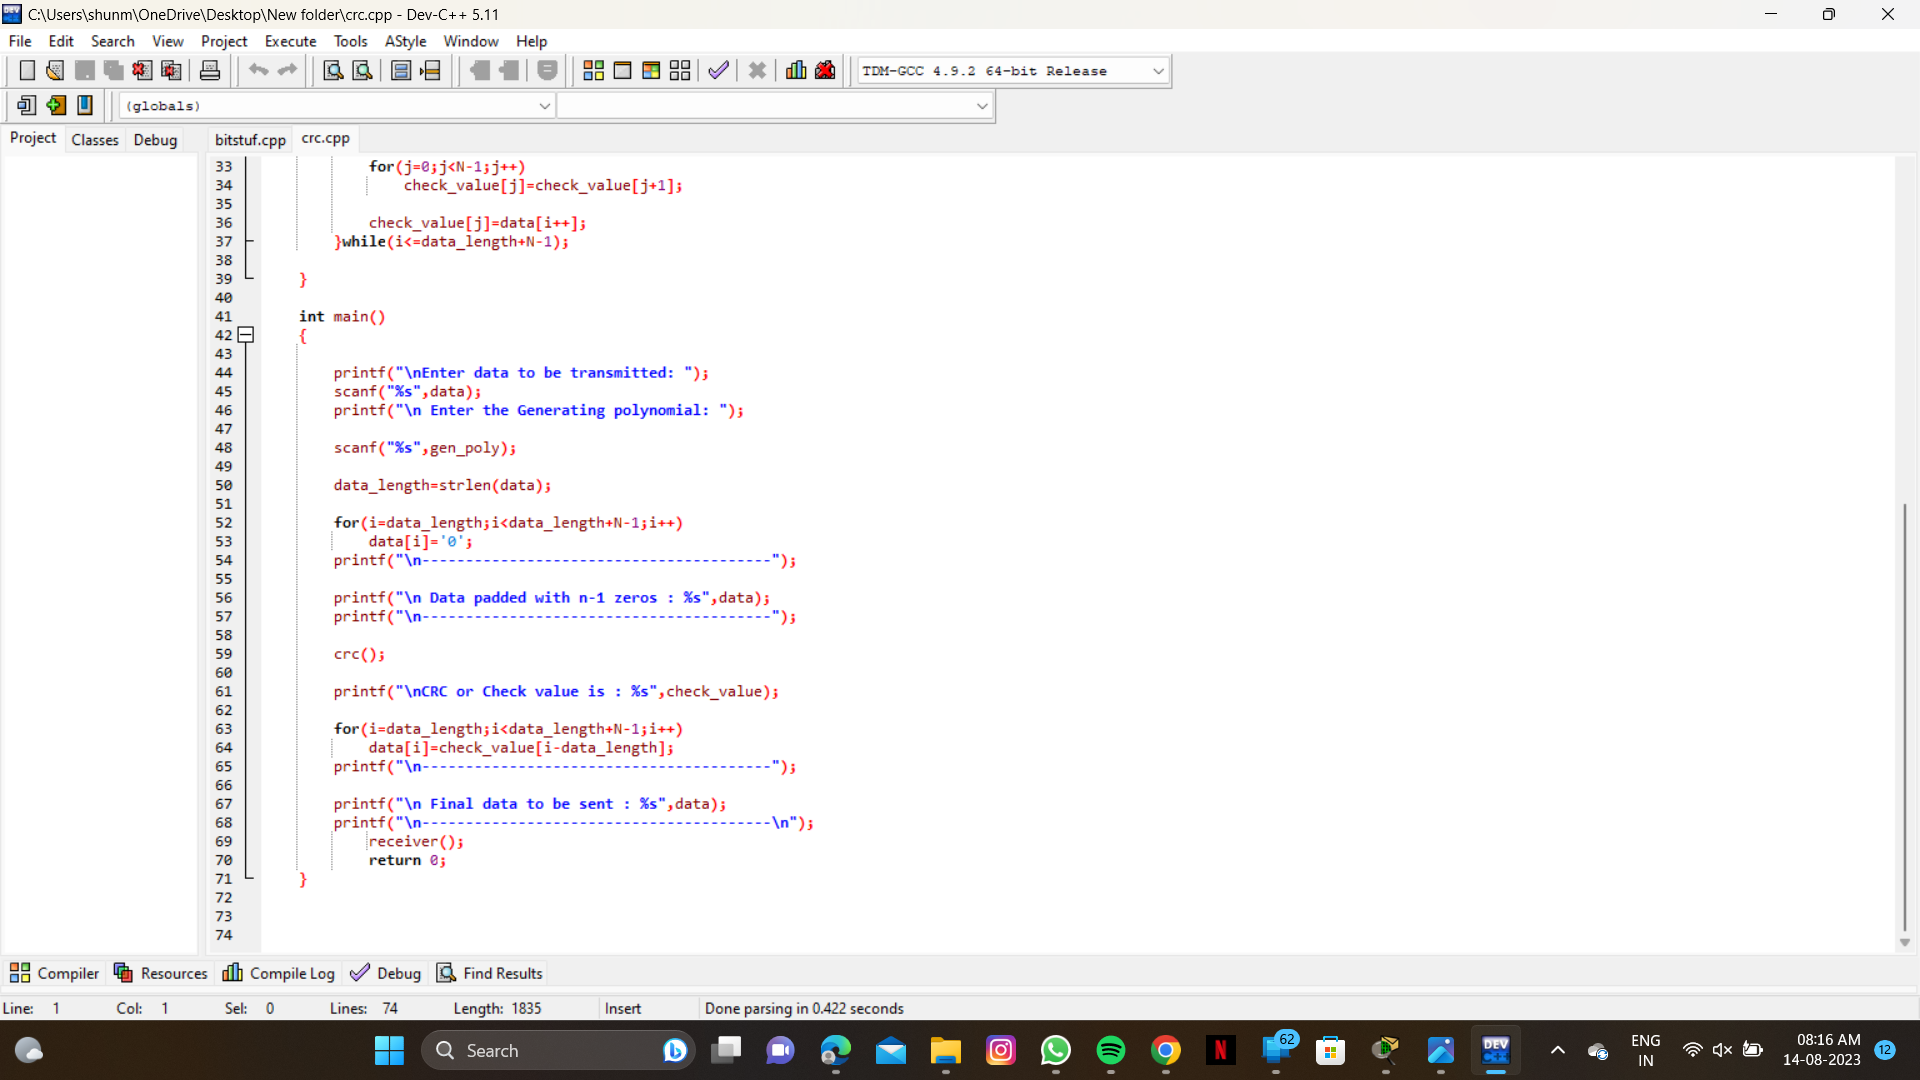 C:\Users\shunm\OneDrive\Desktop\New folder\crc.cpp - Dev-C++ 5.11
File Edit Search View Project Execute Tools AStyle Window Help
TDM-GCC 4.9.2 64-bit Release
(globals)
Project Classes Debug bitstuf.cpp crc.cpp
33 for(j=0;j<N-1;j++)
34 check_value[j]=check_value[j+1];
35
36 check_value[j]=data[i++];
37 }while(i<=data_length+N-1);
38
39 }
40
41 int main()
42 {
43
44 printf("\nEnter data to be transmitted: ");
45 scanf("%s",data);
46 printf("\n Enter the Generating polynomial: ");
47
48 scanf("%s",gen_poly);
49
50 data_length=strlen(data);
51
52 for(i=data_length;i<data_length+N-1;i++)
53 data[i]='0';
54 printf("\n----------------------------------------");
55
56 printf("\n Data padded with n-1 zeros : %s",data);
57 printf("\n----------------------------------------");
58
59 crc();
60
61 printf("\nCRC or Check value is : %s",check_value);
62
63 for(i=data_length;i<data_length+N-1;i++)
64 data[i]=check_value[i-data_length];
65 printf("\n----------------------------------------");
66
67 printf("\n Final data to be sent : %s",data);
68 printf("\n----------------------------------------\n");
69 receiver();
70 return 0;
71 }
72
73
74
Compiler Resources Compile Log Debug Find Results
Line: 1 Col: 1 Sel: 0 Lines: 74 Length: 1835 Insert Done parsing in 0.422 seconds
Search 62 N DEV C++ ENG IN 08:16 AM 14-08-2023 12